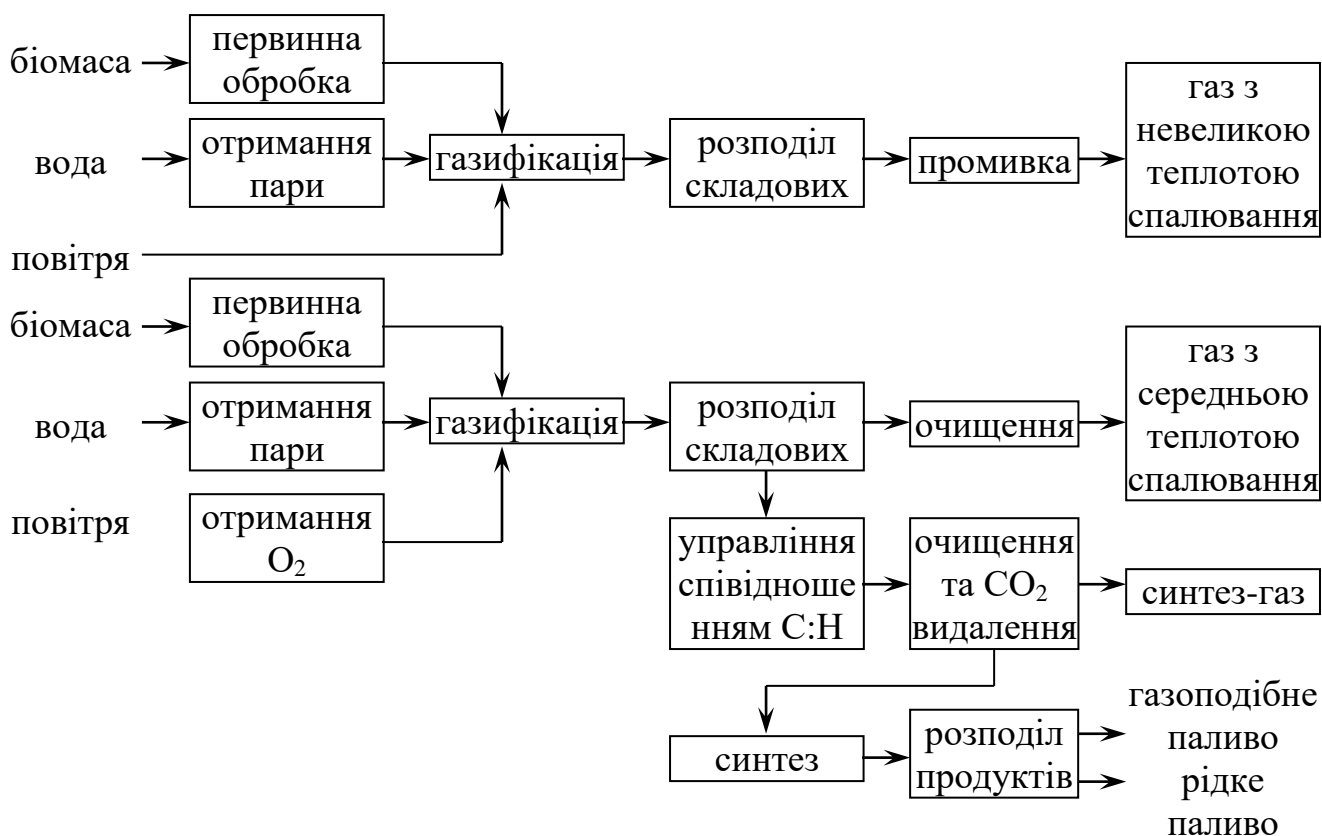 біомаса
первинна
обробка
вода
отримання
пари
повітря
газифікація
розподіл
складових
промивка
газ з
невеликою
теплотою
спалювання
біомаса
первинна
обробка
вода
отримання
пари
повітря
отримання
O₂
газифікація
розподіл
складових
очищення
газ з
середньою
теплотою
спалювання
управління
співідноше
нням С:Н
очищення
та CO₂
видалення
синтез-газ
синтез
розподіл
продуктів
газоподібне
паливо
рідке
паливо